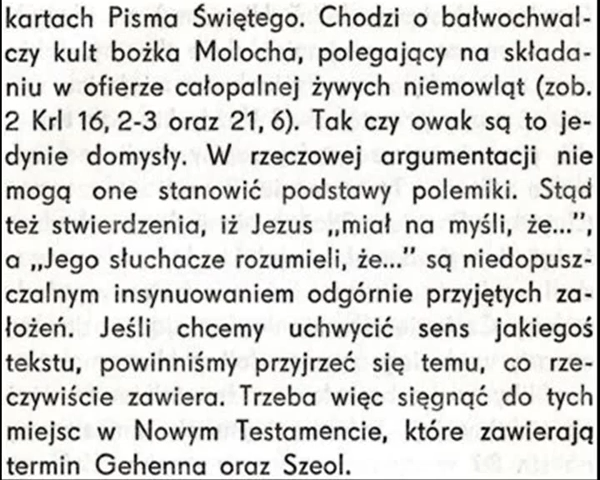 kartach Pisma Świętego. Chodzi o bałwochwal-
czy kult bożka Molocha, polegający na składa-
niu w ofierze całopalnej żywych niemowląt (zob.
2 Krl 16, 2-3 oraz 21, 6). Tak czy owak są to je-
dynie domysły. W rzeczowej argumentacji nie
mogą one stanowić podstawy polemiki. Stąd
też stwierdzenia, iż Jezus „miał na myśli, że...”,
a „Jego słuchacze rozumieli, że...” są niedopusz-
czalnym insynuowaniem odgórnie przyjętych za-
łożeń. Jeśli chcemy uchwycić sens jakiegoś
tekstu, powinniśmy przyjrzeć się temu, co rze-
czywiście zawiera. Trzeba więc sięgnąć do tych
miejsc w Nowym Testamencie, które zawierają
termin Gehenna oraz Szeol.